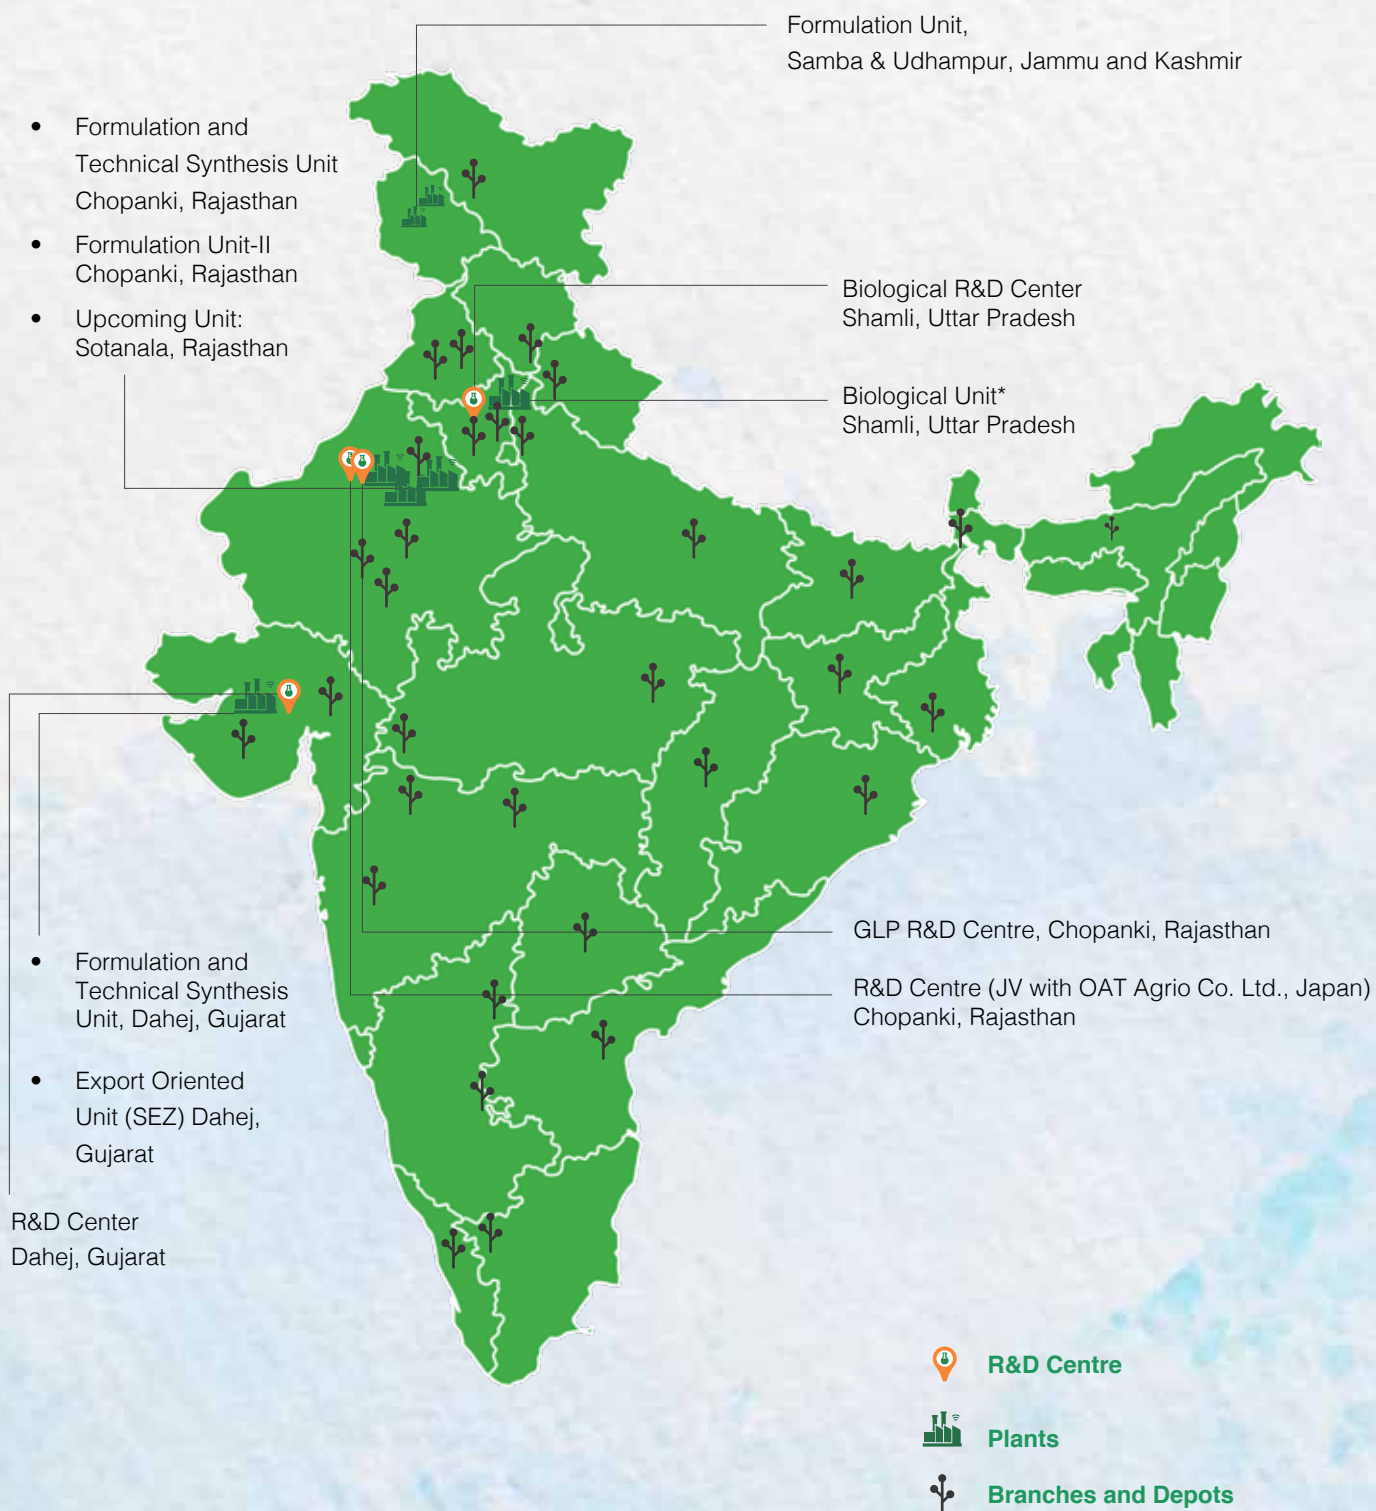 Formulation Unit,
Samba & Udhampur, Jammu and Kashmir
• Formulation and
Technical Synthesis Unit
Chopanki, Rajasthan
• Formulation Unit-II
Chopanki, Rajasthan
• Upcoming Unit:
Sotanala, Rajasthan
Biological R&D Center
Shamli, Uttar Pradesh
Biological Unit*
Shamli, Uttar Pradesh
GLP R&D Centre, Chopanki, Rajasthan
R&D Centre (JV with OAT Agrio Co. Ltd., Japan)
Chopanki, Rajasthan
• Formulation and
Technical Synthesis
Unit, Dahej, Gujarat
• Export Oriented
Unit (SEZ) Dahej,
Gujarat
R&D Center
Dahej, Gujarat
R&D Centre
Plants
Branches and Depots